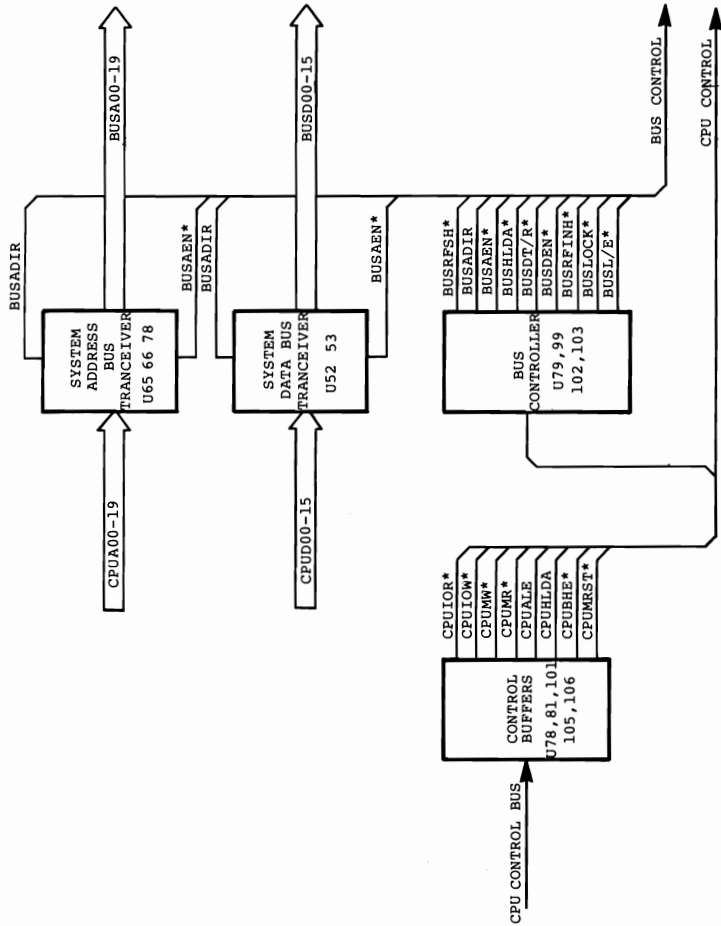 BUSADIR
CPUA00-19
SYSTEM
ADDRESS
BUS
TRANCEIVER
U65 66 78
BUSA00-19
BUSAEN*
BUSADIR
CPUD00-15
SYSTEM
DATA BUS
TRANCEIVER
U52 53
BUSD00-15
BUSAEN*
CPU CONTROL BUS
CONTROL
BUFFERS
U78,81,101
105,106
CPUIOR*
CPUIOW*
CPUMW*
CPUMR*
CPUALE
CPUHLDA
CPUBHE*
CPUMRST*
BUS
CONTROLLER
U79,99
102,103
BUSRFSH*
BUSADIR
BUSAEN*
BUSHLDA*
BUSDT/R*
BUSDEN*
BUSRFINH*
BUSLOCK*
BUSL/E*
BUS CONTROL
CPU CONTROL